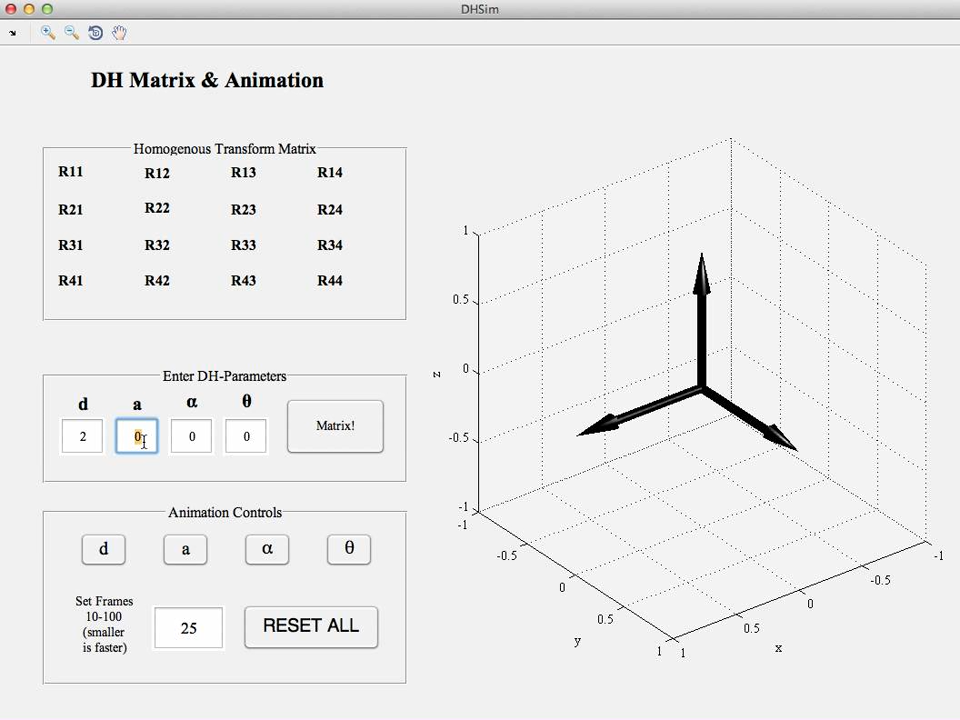 DHSim
DH Matrix & Animation
Homogenous Transform Matrix
R11 R12 R13 R14
R21 R22 R23 R24
R31 R32 R33 R34
R41 R42 R43 R44
Enter DH-Parameters
d a α θ
2 0 0 0
Matrix!
Animation Controls
d a α θ
Set Frames
10-100
(smaller
is faster)
25
RESET ALL
1
0.5
0
-0.5
-1
z
-1
-0.5
0
0.5
1
y
1
0.5
0
-0.5
-1
x